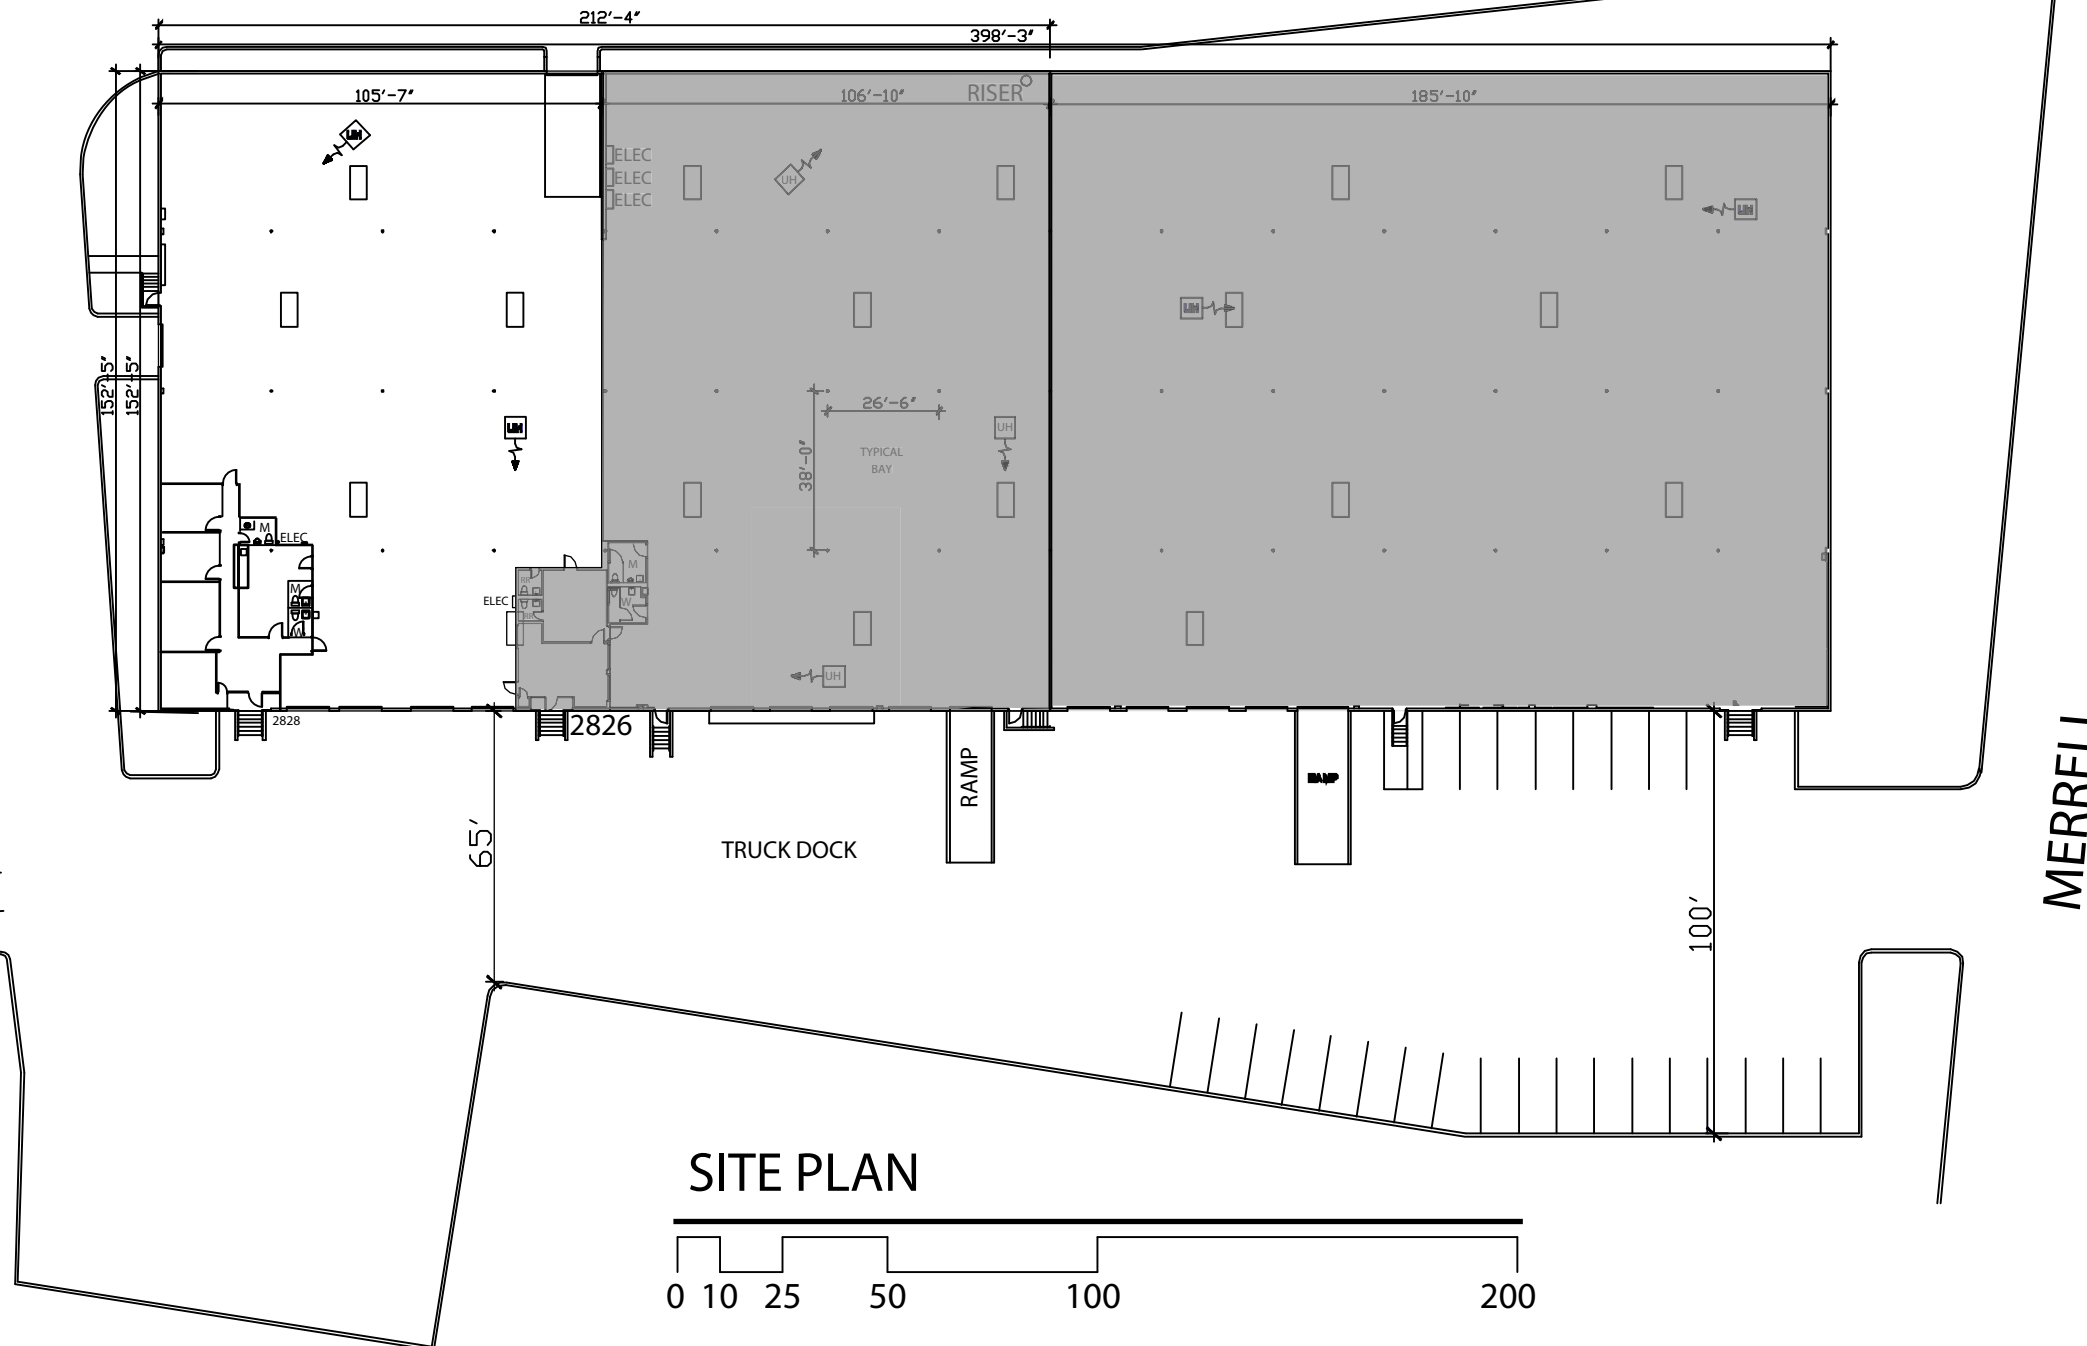 212'-4"
398'-3"
105'-7"
106'-10"
RISER
185'-10"
UH
ELEC
ELEC
ELEC
UH
UH
UH
152'-5"
152'-5"
26'-6"
38'-0"
TYPICAL
BAY
UH
UH
M
ELEC
M
W
ELEC
RR
RR
M
W
UH
2828
2826
RAMP
RAMP
TRUCK DOCK
65'
100'
MERRELL
SITE PLAN
0 10 25 50 100 200